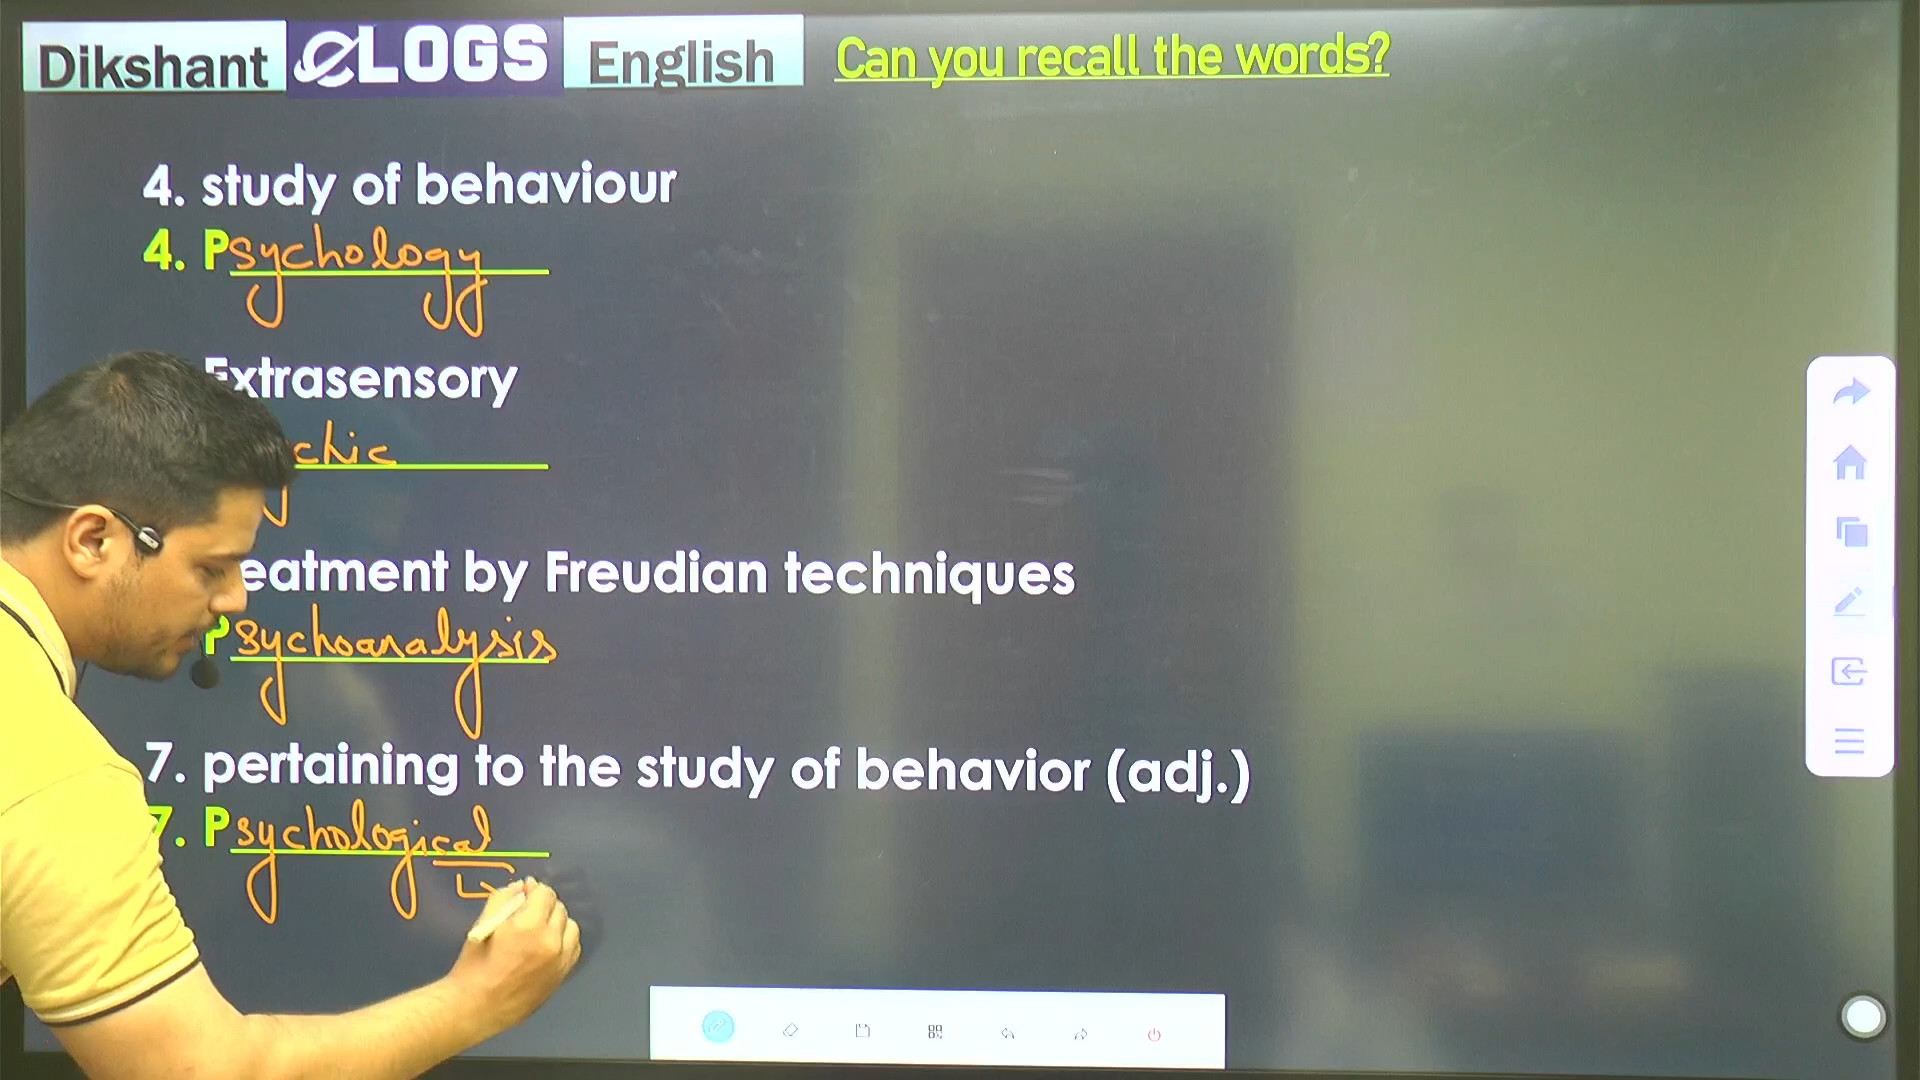 Dikshant eLOGS English Can you recall the words?
4. study of behaviour
4. Psychology
Extrasensory
chic
eatment by Freudian techniques
Psychoanalysis
7. pertaining to the study of behavior (adj.)
7. Psychological